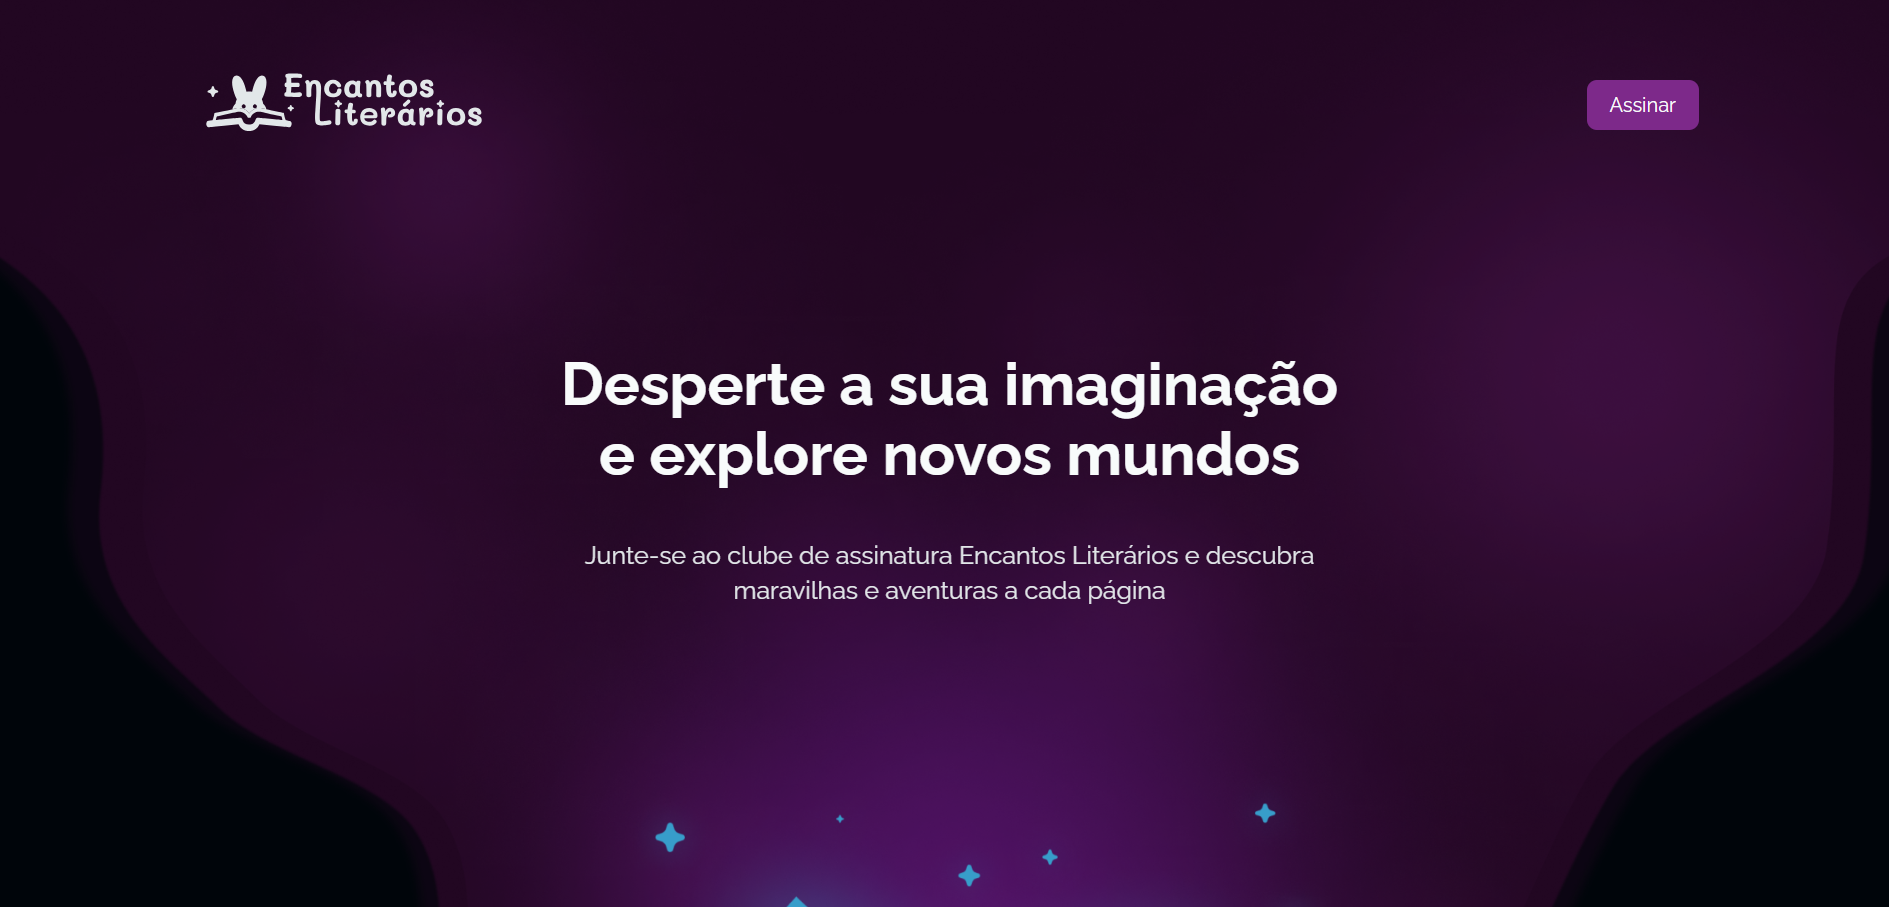 Encantos
Literários
Assinar
Desperte a sua imaginação
e explore novos mundos
Junte-se ao clube de assinatura Encantos Literários e descubra
maravilhas e aventuras a cada página